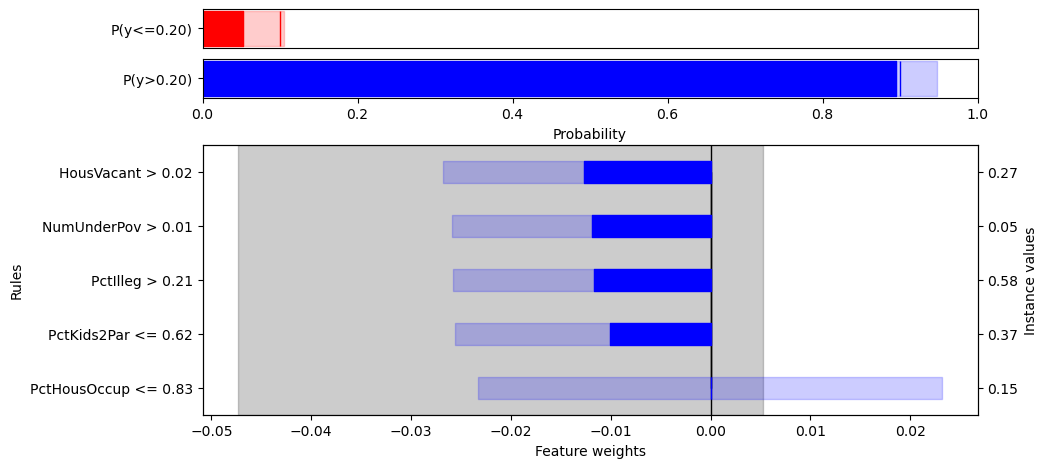 P(y<=0.20)
P(y>0.20)
0.0 0.2 0.4 0.6 0.8 1.0
Probability
Rules
HousVacant > 0.02 0.27
NumUnderPov > 0.01 0.05
PctIlleg > 0.21 0.58
PctKids2Par <= 0.62 0.37
PctHousOccup <= 0.83 0.15
Instance values
−0.05 −0.04 −0.03 −0.02 −0.01 0.00 0.01 0.02
Feature weights